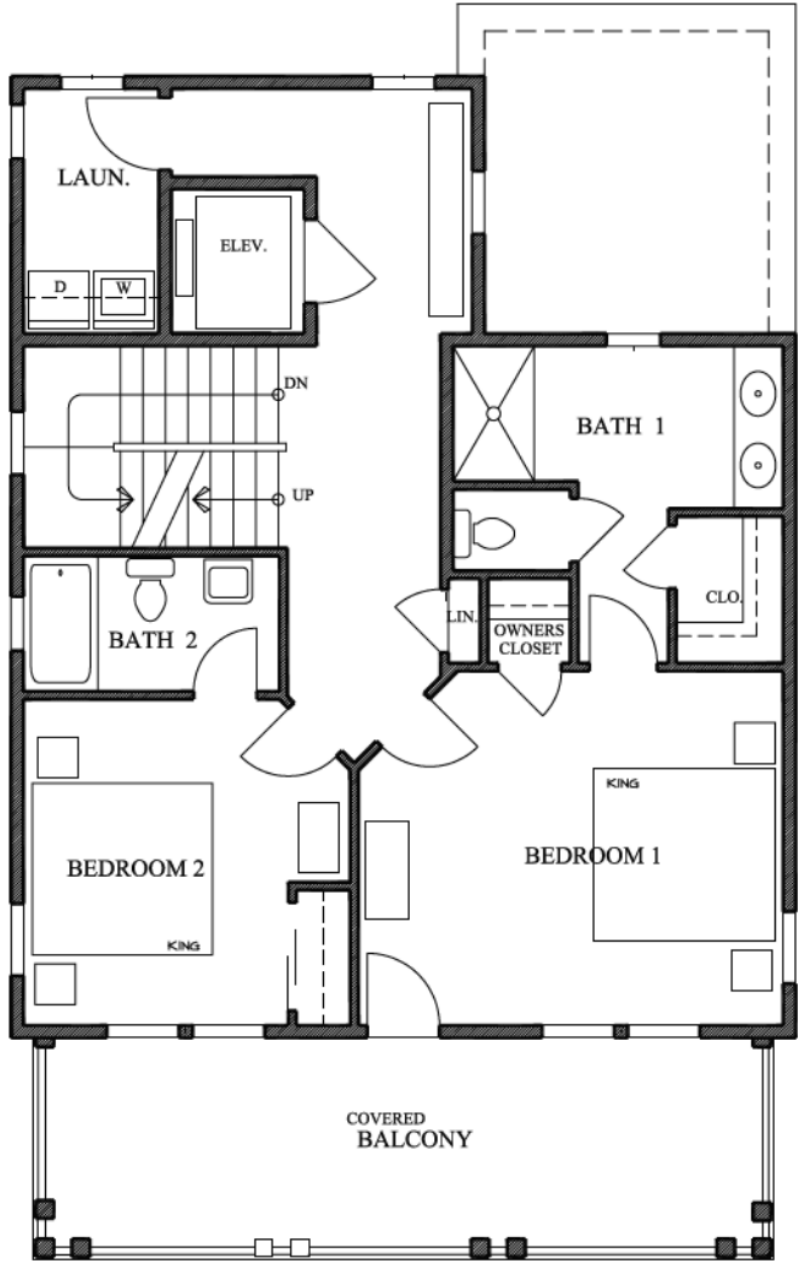 LAUN.
ELEV.
D
W
DN
UP
BATH 1
BATH 2
LIN.
OWNERS
CLOSET
CLO.
KING
BEDROOM 1
BEDROOM 2
KING
COVERED
BALCONY